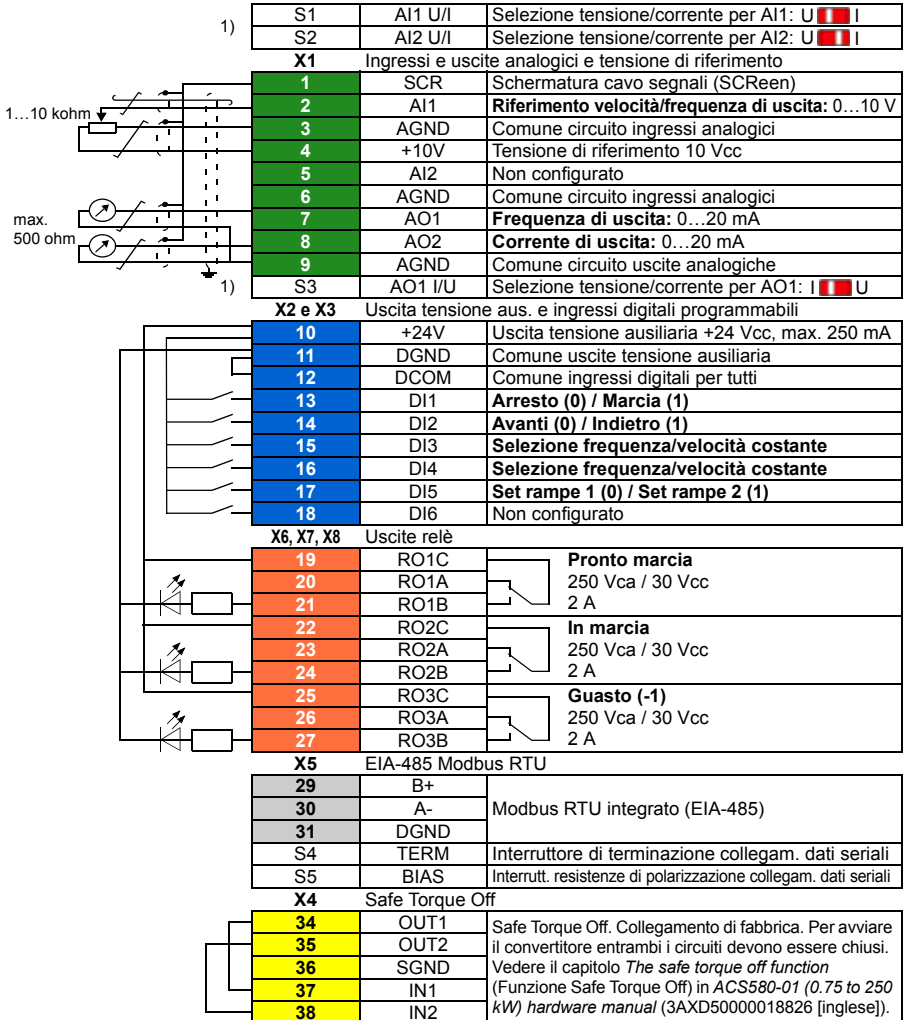 1) S1 AI1 U/I Selezione tensione/corrente per AI1: U I
S2 AI2 U/I Selezione tensione/corrente per AI2: U I
X1 Ingressi e uscite analogici e tensione di riferimento
1 SCR Schermatura cavo segnali (SCReen)
1…10 kohm 2 AI1 Riferimento velocità/frequenza di uscita: 0…10 V
3 AGND Comune circuito ingressi analogici
4 +10V Tensione di riferimento 10 Vcc
5 AI2 Non configurato
6 AGND Comune circuito ingressi analogici
max. 7 AO1 Frequenza di uscita: 0…20 mA
500 ohm 8 AO2 Corrente di uscita: 0…20 mA
9 AGND Comune circuito uscite analogiche
1) S3 AO1 I/U Selezione tensione/corrente per AO1: I U
X2 e X3 Uscita tensione aus. e ingressi digitali programmabili
10 +24V Uscita tensione ausiliaria +24 Vcc, max. 250 mA
11 DGND Comune uscite tensione ausiliaria
12 DCOM Comune ingressi digitali per tutti
13 DI1 Arresto (0) / Marcia (1)
14 DI2 Avanti (0) / Indietro (1)
15 DI3 Selezione frequenza/velocità costante
16 DI4 Selezione frequenza/velocità costante
17 DI5 Set rampe 1 (0) / Set rampe 2 (1)
18 DI6 Non configurato
X6, X7, X8 Uscite relè
19 RO1C Pronto marcia
20 RO1A 250 Vca / 30 Vcc
21 RO1B 2 A
22 RO2C In marcia
23 RO2A 250 Vca / 30 Vcc
24 RO2B 2 A
25 RO3C Guasto (-1)
26 RO3A 250 Vca / 30 Vcc
27 RO3B 2 A
X5 EIA-485 Modbus RTU
29 B+
30 A- Modbus RTU integrato (EIA-485)
31 DGND
S4 TERM Interruttore di terminazione collegam. dati seriali
S5 BIAS Interrutt. resistenze di polarizzazione collegam. dati seriali
X4 Safe Torque Off
34 OUT1 Safe Torque Off. Collegamento di fabbrica. Per avviare
35 OUT2 il convertitore entrambi i circuiti devono essere chiusi.
36 SGND Vedere il capitolo The safe torque off function
37 IN1 (Funzione Safe Torque Off) in ACS580-01 (0.75 to 250
38 IN2 kW) hardware manual (3AXD50000018826 [inglese]).